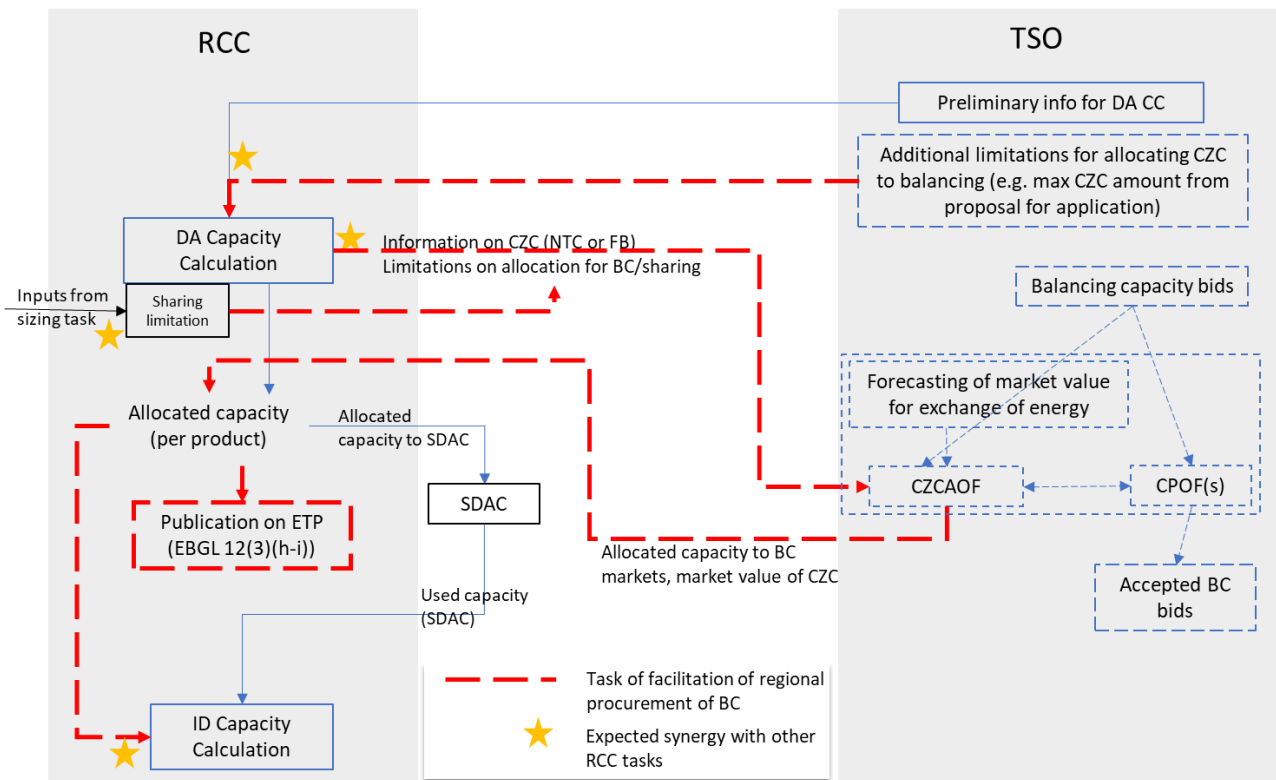 RCC
TSO
Preliminary info for DA CC
Additional limitations for allocating CZC
to balancing (e.g. max CZC amount from
proposal for application)
DA Capacity
Calculation
Information on CZC (NTC or FB)
Limitations on allocation for BC/sharing
Inputs from
sizing task
Sharing
limitation
Balancing capacity bids
Forecasting of market value
for exchange of energy
Allocated capacity
(per product)
Allocated
capacity to SDAC
CZCAOF
CPOF(s)
SDAC
Publication on ETP
(EBGL 12(3)(h-i))
Allocated capacity to BC
markets, market value of CZC
Accepted BC
bids
Used capacity
(SDAC)
ID Capacity
Calculation
Task of facilitation of regional
procurement of BC
Expected synergy with other
RCC tasks